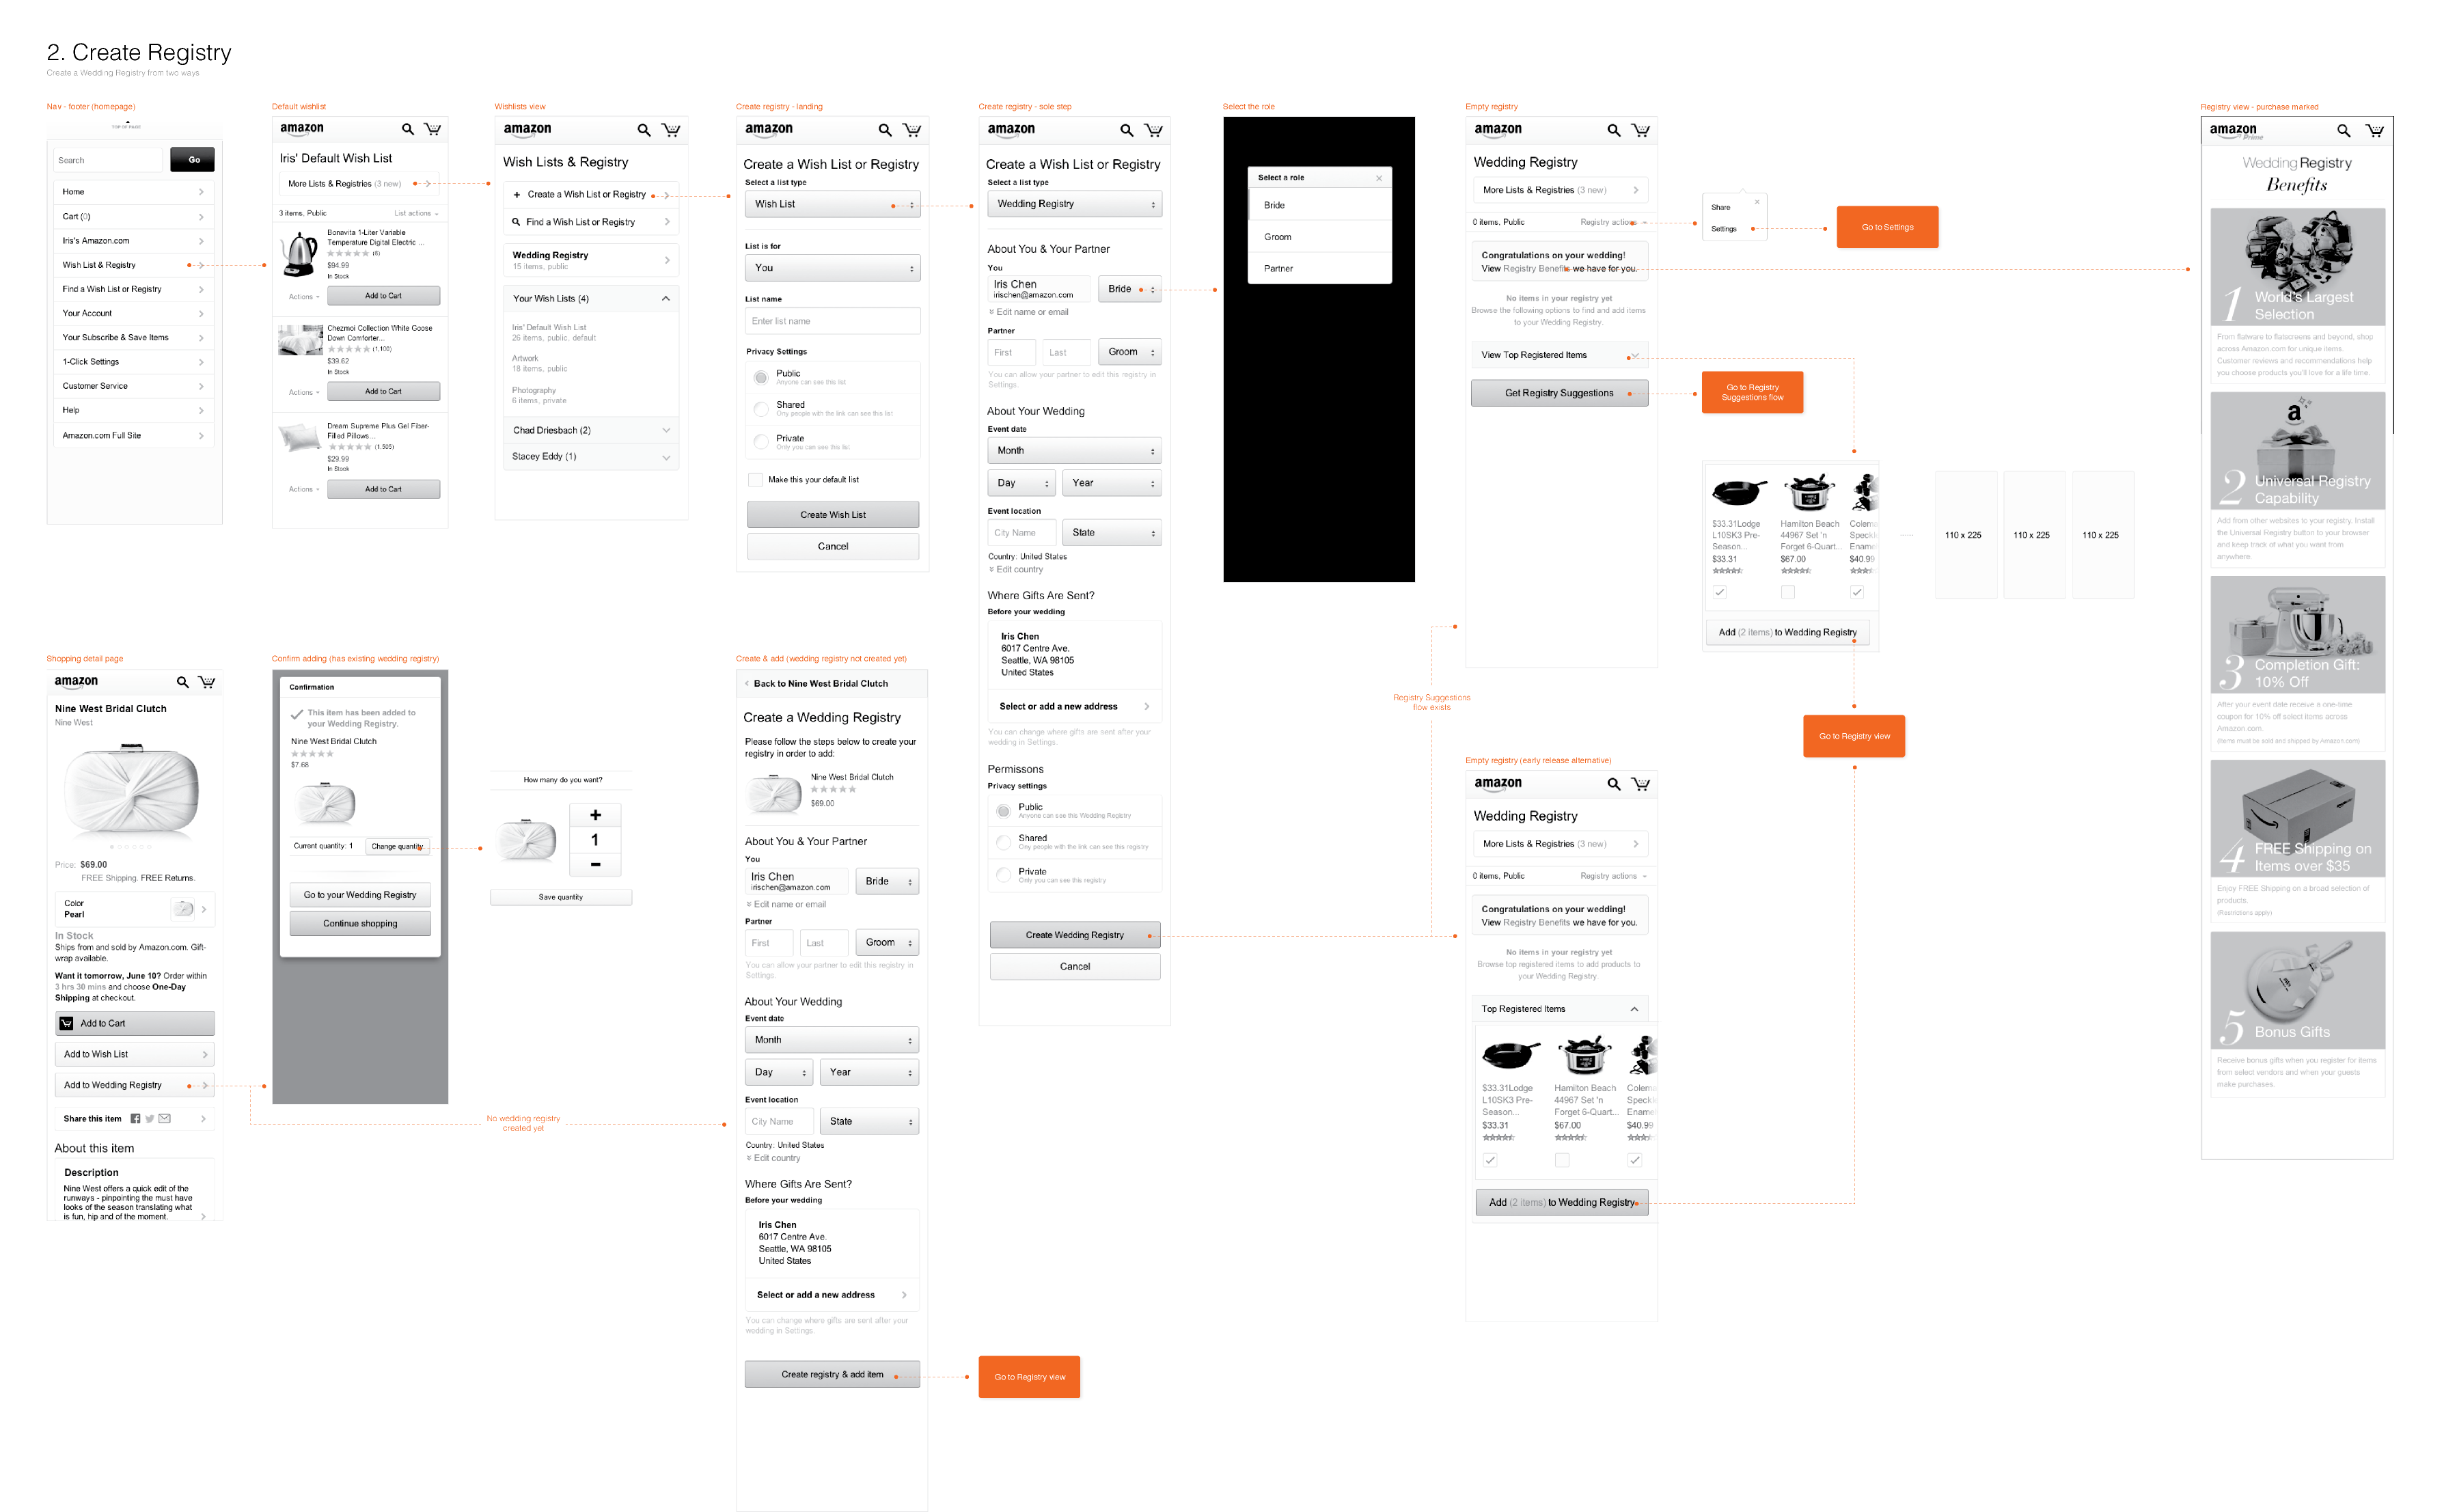 2. Create Registry
Create a Wedding Registry from two ways
Nav - footer (homepage)
TOP OF PAGE
Search
Go
Home
Cart (0)
Iris's Amazon.com
Wish List & Registry
Find a Wish List or Registry
Your Account
Your Subscribe & Save Items
1-Click Settings
Customer Service
Help
Amazon.com Full Site
Default wishlist
amazon
Iris' Default Wish List
More Lists & Registries (3 new)
3 items, Public
List actions
Bonavita 1-Liter Variable
Temperature Digital Electric ...
(6)
$94.99
In Stock
Actions
Add to Cart
Chezmoi Collection White Goose
Down Comforter...
(1,100)
$39.62
In Stock
Actions
Add to Cart
Dream Supreme Plus Gel Fiber-
Filled Pillows...
(1,505)
$29.99
In Stock
Actions
Add to Cart
Wishlists view
amazon
Wish Lists & Registry
+ Create a Wish List or Registry
Find a Wish List or Registry
Wedding Registry
15 items, public
Your Wish Lists (4)
Iris' Default Wish List
26 items, public, default
Artwork
18 items, public
Photography
6 items, private
Chad Driesbach (2)
Stacey Eddy (1)
Create registry - landing
amazon
Create a Wish List or Registry
Select a list type
Wish List
List is for
You
List name
Enter list name
Privacy Settings
Public
Anyone can see this list
Shared
Ony people with the link can see this list
Private
Only you can see this list
Make this your default list
Create Wish List
Cancel
Create registry - sole step
amazon
Create a Wish List or Registry
Select a list type
Wedding Registry
About You & Your Partner
You
Iris Chen
irischen@amazon.com
Bride
Edit name or email
Partner
First
Last
Groom
You can allow your partner to edit this registry in
Settings.
About Your Wedding
Event date
Month
Day
Year
Event location
City Name
State
Country: United States
Edit country
Where Gifts Are Sent?
Before your wedding
Iris Chen
6017 Centre Ave.
Seattle, WA 98105
United States
Select or add a new address
You can change where gifts are sent after your
wedding in Settings.
Permissons
Privacy settings
Public
Anyone can see this Wedding Registry
Shared
Ony people with the link can see this registry
Private
Only you can see this registry
Create Wedding Registry
Cancel
Select the role
Select a role
Bride
Groom
Partner
Empty registry
amazon
Wedding Registry
More Lists & Registries (3 new)
0 items, Public
Registry actions
Congratulations on your wedding!
View Registry Benefits we have for you.
No items in your registry yet
Browse the following options to find and add items
to your Wedding Registry.
View Top Registered Items
Get Registry Suggestions
Share
Settings
Go to Settings
Go to Registry
Suggestions flow
$33.31Lodge
L10SK3 Pre-
Season...
$33.31
Hamilton Beach
44967 Set 'n
Forget 6-Quart...
$67.00
Colema
Speckl
Ename
$40.99
Add (2 items) to Wedding Registry
110 x 225
110 x 225
110 x 225
Go to Registry view
Registry Suggestions
flow exists
Registry view - purchase marked
amazon
Prime
Wedding Registry
Benefits
1 World's Largest
Selection
From flatware to flatscreens and beyond, shop
across Amazon.com for unique items.
Customer reviews and recommendations help
you choose products you'll love for a life time.
2 Universal Registry
Capability
Add from other websites to your registry. Install
the Universal Registry button to your browser
and keep track of what you want from
anywhere.
3 Completion Gift:
10% Off
After your event date receive a one-time
coupon for 10% off select items across
Amazon.com.
(Items must be sold and shipped by Amazon.com)
4 FREE Shipping on
Items over $35
Enjoy FREE Shipping on a broad selection of
products.
(Restrictions apply)
5 Bonus Gifts
Receive bonus gifts when you register for items
from select vendors and when your guests
make purchases.
Shopping detail page
amazon
Nine West Bridal Clutch
Nine West
Price: $69.00
FREE Shipping. FREE Returns.
Color
Pearl
In Stock
Ships from and sold by Amazon.com. Gift-
wrap available.
Want it tomorrow, June 10? Order within
3 hrs 30 mins and choose One-Day
Shipping at checkout.
Add to Cart
Add to Wish List
Add to Wedding Registry
Share this item
About this item
Description
Nine West offers a quick edit of the
runways - pinpointing the must have
looks of the season translating what
is fun, hip and of the moment.
Confirm adding (has existing wedding registry)
Confirmation
This item has been added to
your Wedding Registry.
Nine West Bridal Clutch
$7.68
Current quantity: 1
Change quantity
Go to your Wedding Registry
Continue shopping
How many do you want?
+
1
-
Save quantity
No wedding registry
created yet
Create & add (wedding registry not created yet)
Back to Nine West Bridal Clutch
Create a Wedding Registry
Please follow the steps below to create your
registry in order to add:
Nine West Bridal Clutch
$69.00
About You & Your Partner
You
Iris Chen
irischen@amazon.com
Bride
Edit name or email
Partner
First
Last
Groom
You can allow your partner to edit this registry in
Settings.
About Your Wedding
Event date
Month
Day
Year
Event location
City Name
State
Country: United States
Edit country
Where Gifts Are Sent?
Before your wedding
Iris Chen
6017 Centre Ave.
Seattle, WA 98105
United States
Select or add a new address
You can change where gifts are sent after your
wedding in Settings.
Create registry & add item
Go to Registry view
Empty registry (early release alternative)
amazon
Wedding Registry
More Lists & Registries (3 new)
0 items, Public
Registry actions
Congratulations on your wedding!
View Registry Benefits we have for you.
No items in your registry yet
Browse top registered items to add products to
your Wedding Registry
Top Registered Items
$33.31Lodge
L10SK3 Pre-
Season...
$33.31
Hamilton Beach
44967 Set 'n
Forget 6-Quart...
$67.00
Colema
Speckl
Ename
$40.99
Add (2 items) to Wedding Registry